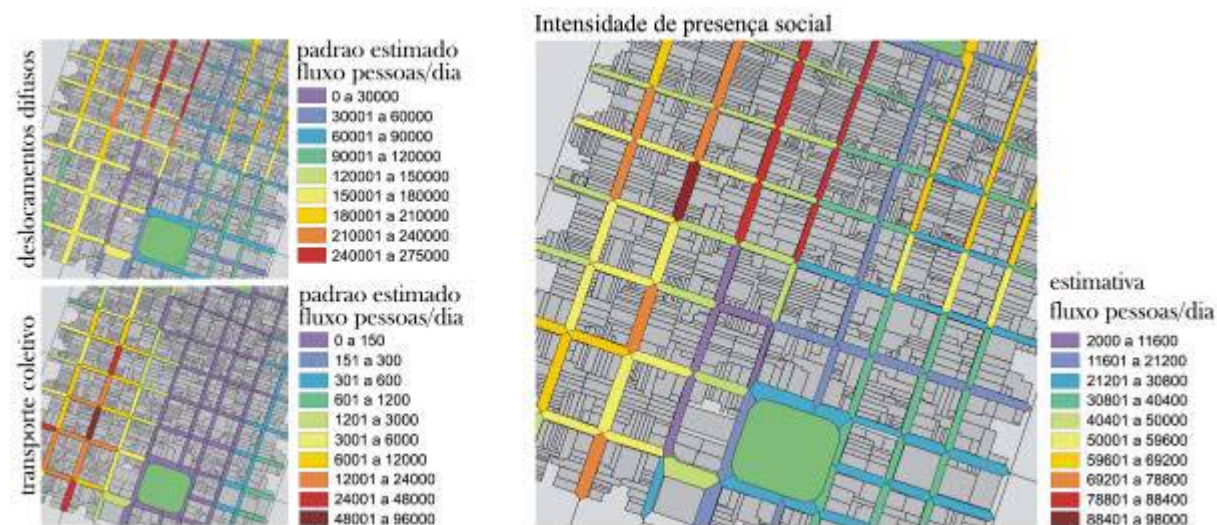 deslocamentos difusos
padrao estimado
fluxo pessoas/dia
0 a 30000
30001 a 60000
60001 a 90000
90001 a 120000
120001 a 150000
150001 a 180000
180001 a 210000
210001 a 240000
240001 a 275000
transporte coletivo
padrao estimado
fluxo pessoas/dia
0 a 150
151 a 300
301 a 600
601 a 1200
1201 a 3000
3001 a 6000
6001 a 12000
12001 a 24000
24001 a 48000
48001 a 96000
Intensidade de presença social
estimativa
fluxo pessoas/dia
2000 a 11600
11601 a 21200
21201 a 30800
30801 a 40400
40401 a 50000
50001 a 59600
59601 a 69200
69201 a 78800
78801 a 88400
88401 a 98000